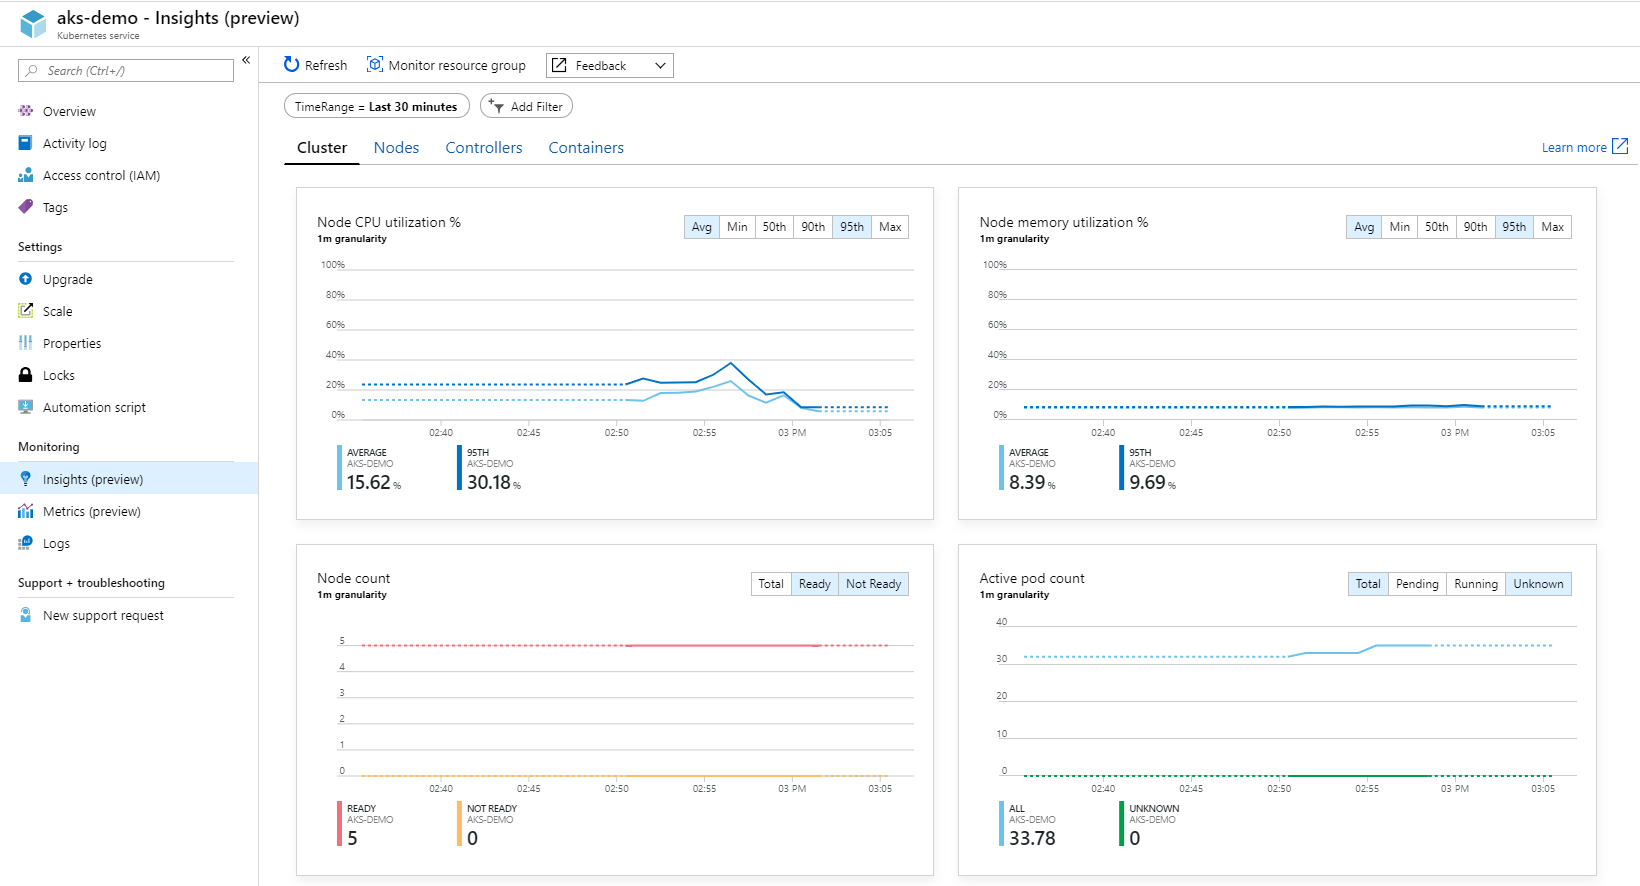 aks-demo - Insights (preview)
Kubernetes service
Search (Ctrl+/)
«
Overview
Activity log
Access control (IAM)
Tags
Settings
Upgrade
Scale
Properties
Locks
Automation script
Monitoring
Insights (preview)
Metrics (preview)
Logs
Support + troubleshooting
New support request
Refresh Monitor resource group Feedback
TimeRange = Last 30 minutes Add Filter
Cluster Nodes Controllers Containers Learn more
Node CPU utilization %
1m granularity
Avg Min 50th 90th 95th Max
100%
80%
60%
40%
20%
0%
02:40 02:45 02:50 02:55 03 PM 03:05
AVERAGE
AKS-DEMO
15.62 %
95TH
AKS-DEMO
30.18 %
Node memory utilization %
1m granularity
Avg Min 50th 90th 95th Max
100%
80%
60%
40%
20%
0%
02:40 02:45 02:50 02:55 03 PM 03:05
AVERAGE
AKS-DEMO
8.39 %
95TH
AKS-DEMO
9.69 %
Node count
1m granularity
Total Ready Not Ready
5
4
3
2
1
0
02:40 02:45 02:50 02:55 03 PM 03:05
READY
AKS-DEMO
5
NOT READY
AKS-DEMO
0
Active pod count
1m granularity
Total Pending Running Unknown
40
30
20
10
0
02:40 02:45 02:50 02:55 03 PM 03:05
ALL
AKS-DEMO
33.78
UNKNOWN
AKS-DEMO
0